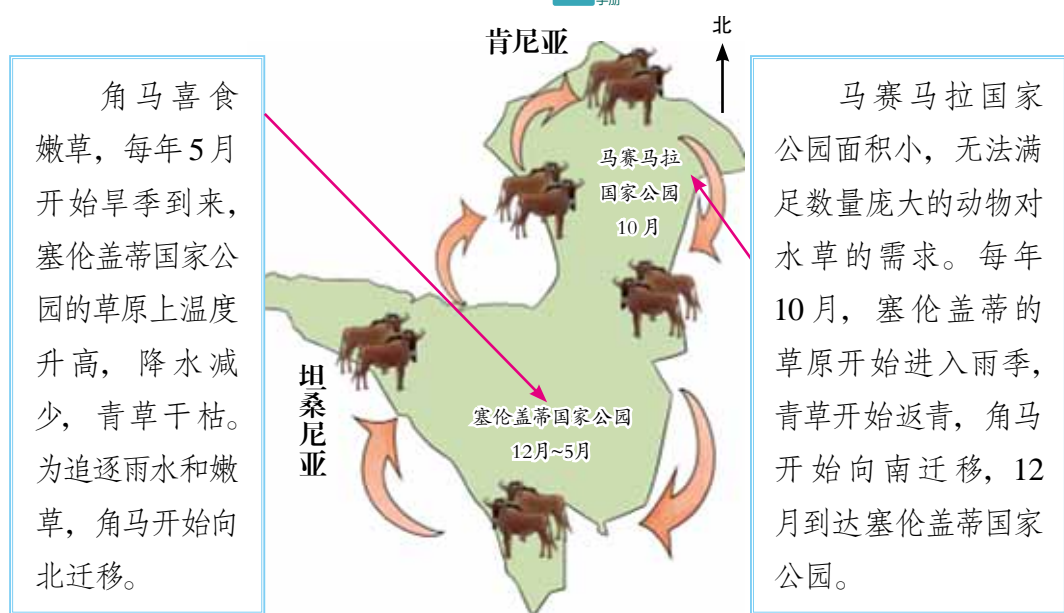 手册
肯尼亚
北
角马喜食
嫩草，每年5月
开始旱季到来，
塞伦盖蒂国家公
园的草原上温度
升高，降水减
少，青草干枯。
为追逐雨水和嫩
草，角马开始向
北迁移。
马赛马拉
国家公园
10月
坦桑尼亚
塞伦盖蒂国家公园
12月~5月
马赛马拉国家
公园面积小，无法满
足数量庞大的动物对
水草的需求。每年
10月，塞伦盖蒂的
草原开始进入雨季，
青草开始返青，角马
开始向南迁移，12
月到达塞伦盖蒂国家
公园。